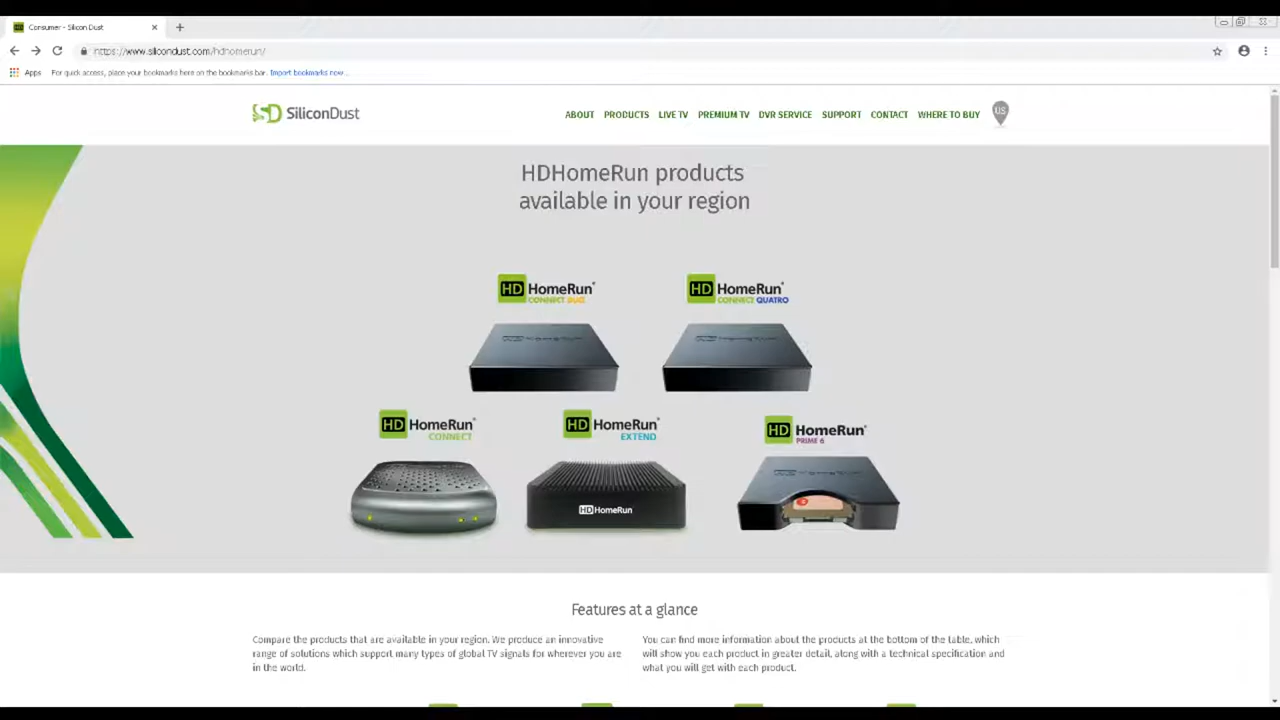 Consumer - Silicon Dust
https://www.silicondust.com/hdhomerun/
Apps For quick access, place your bookmarks here on the bookmarks bar. Import bookmarks now...
SD SiliconDust
ABOUT PRODUCTS LIVE TV PREMIUM TV DVR SERVICE SUPPORT CONTACT WHERE TO BUY US
HDHomeRun products
available in your region
HD HomeRun®
CONNECT DUO
HD HomeRun®
CONNECT QUATRO
HD HomeRun®
CONNECT
HD HomeRun®
EXTEND
HD HomeRun®
PRIME 6
HDHomeRun
Features at a glance
Compare the products that are available in your region. We produce an innovative
range of solutions which support many types of global TV signals for wherever you are
in the world.
You can find more information about the products at the bottom of the table, which
will show you each product in greater detail, along with a technical specification and
what you will get with each product.